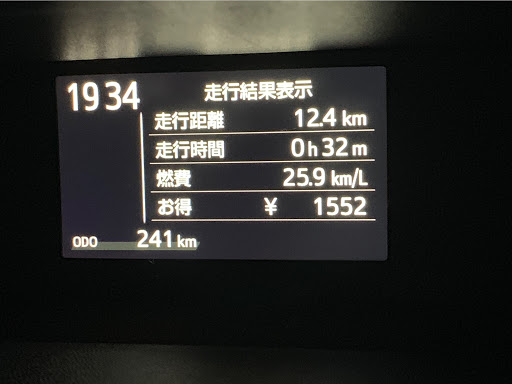 19 34 走行結果表示
走行距離 12.4 km
走行時間 0 h 32 m
燃費 25.9 km/L
お得 ¥ 1552
ODO 241 km